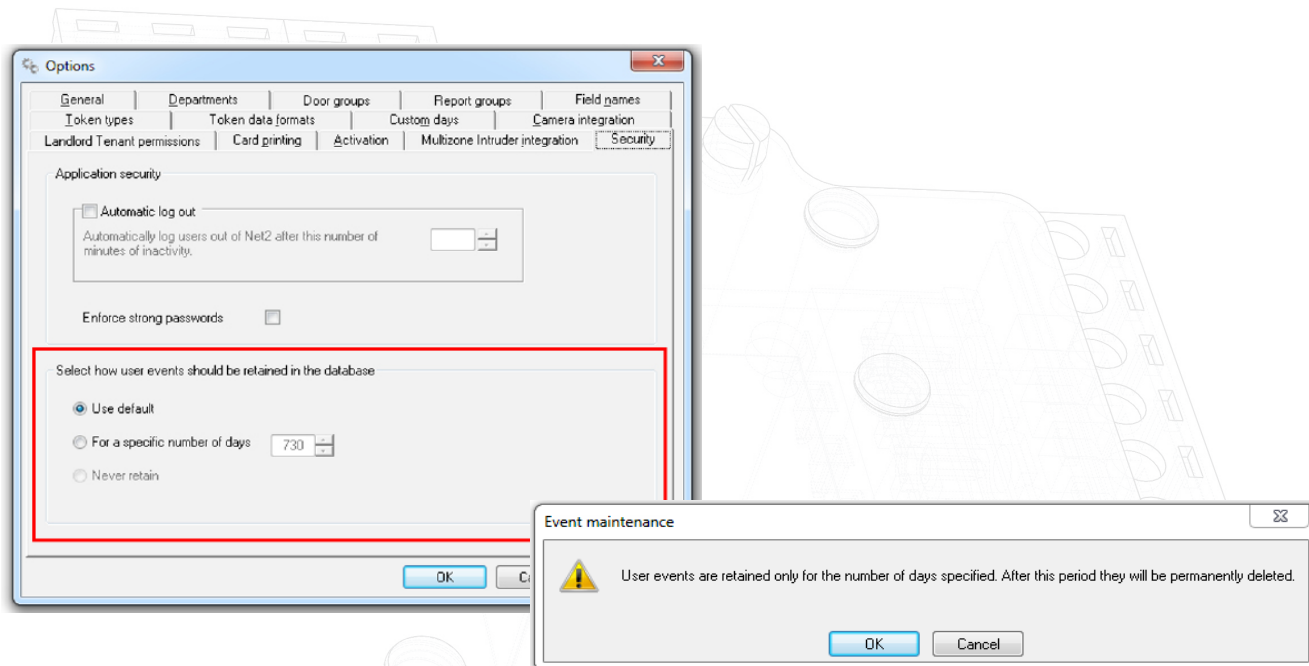 Options
General Departments Door groups Report groups Field names
Token types Token data formats Custom days Camera integration
Landlord Tenant permissions Card printing Activation Multizone Intruder integration Security
Application security
Automatic log out
Automatically log users out of Net2 after this number of
minutes of inactivity.
Enforce strong passwords
Select how user events should be retained in the database
Use default
For a specific number of days 730
Never retain
OK
Event maintenance
User events are retained only for the number of days specified. After this period they will be permanently deleted.
OK Cancel